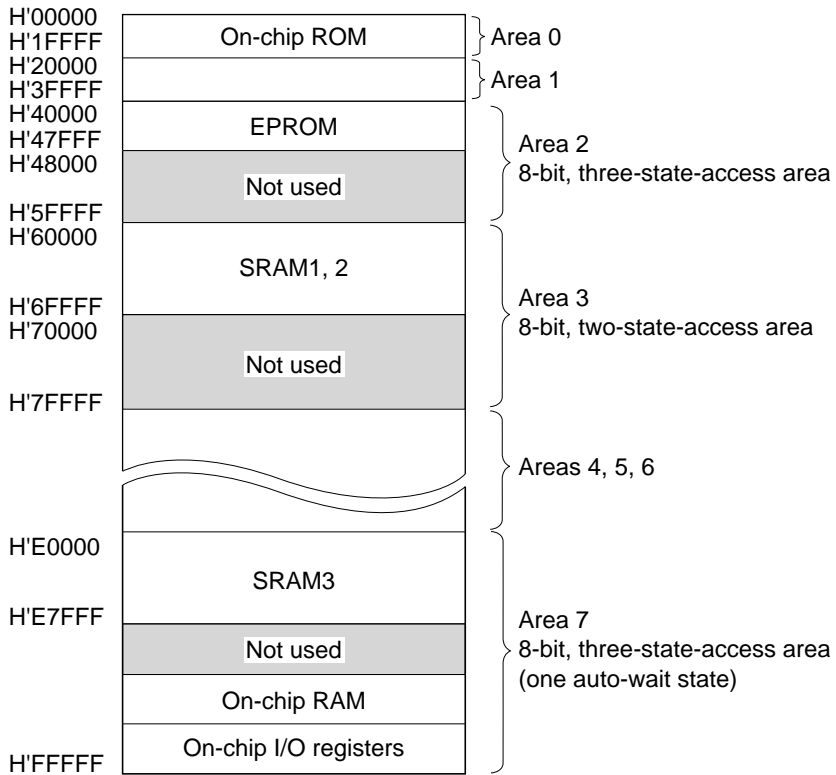 H'00000
On-chip ROM
Area 0
H'1FFFF
H'20000
Area 1
H'3FFFF
H'40000
EPROM
H'47FFF
Area 2
8-bit, three-state-access area
H'48000
Not used
H'5FFFF
H'60000
SRAM1, 2
Area 3
8-bit, two-state-access area
H'6FFFF
H'70000
Not used
H'7FFFF
Areas 4, 5, 6
H'E0000
SRAM3
H'E7FFF
Area 7
8-bit, three-state-access area
(one auto-wait state)
Not used
On-chip RAM
On-chip I/O registers
H'FFFFF